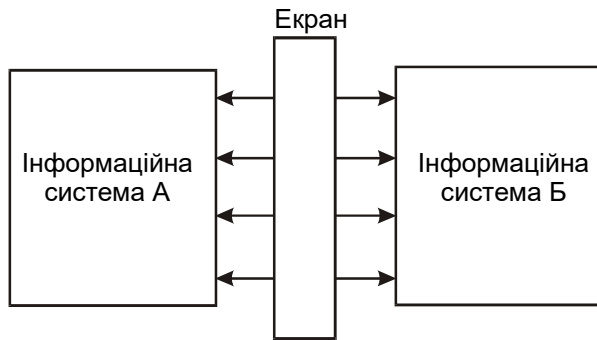 Екран
Інформаційна
система А
Інформаційна
система Б